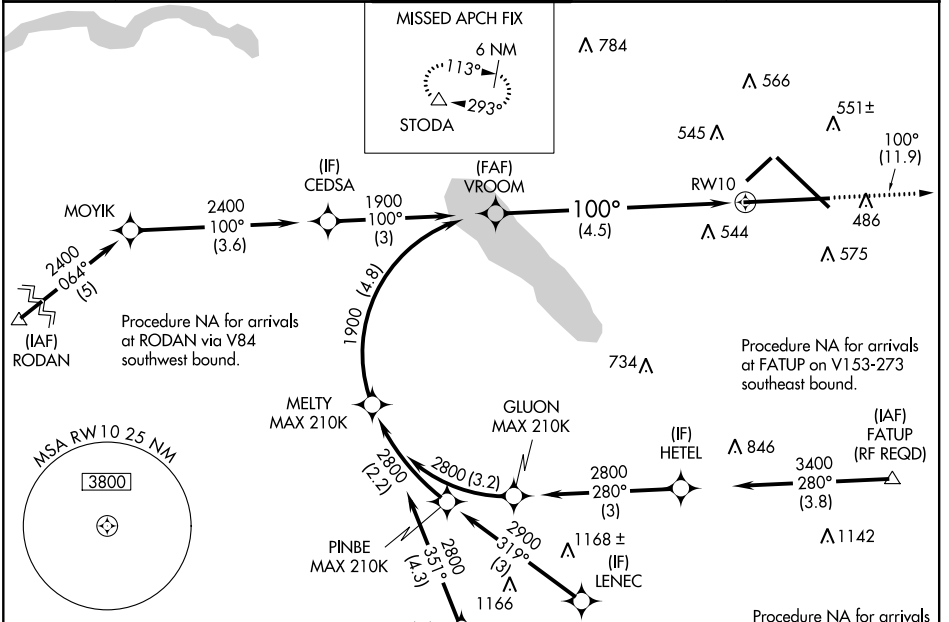 MISSED APCH FIX
6 NM
113°
293°
STODA
784
566
551±
545
100°
(11.9)
(IF)
CEDSA
(FAF)
VROOM
RW10
MOYIK
2400
100°
(3.6)
1900
100°
(3)
100°
(4.5)
486
544
575
2400
064°
(5)
(IAF)
RODAN
Procedure NA for arrivals
at RODAN via V84
southwest bound.
1900
(4.8)
734
Procedure NA for arrivals
at FATUP on V153-273
southeast bound.
MELTY
MAX 210K
GLUON
MAX 210K
(IF)
HETEL
846
(IAF)
FATUP
(RF REQD)
MSA RW10 25 NM
3800
2800
(2.2)
2800 (3.2)
2800
280°
(3)
3400
280°
(3.8)
PINBE
MAX 210K
2800
351°
(4.3)
2900
319°
(3)
1168 ±
(IF)
LENEC
1142
1166
Procedure NA for arrivals